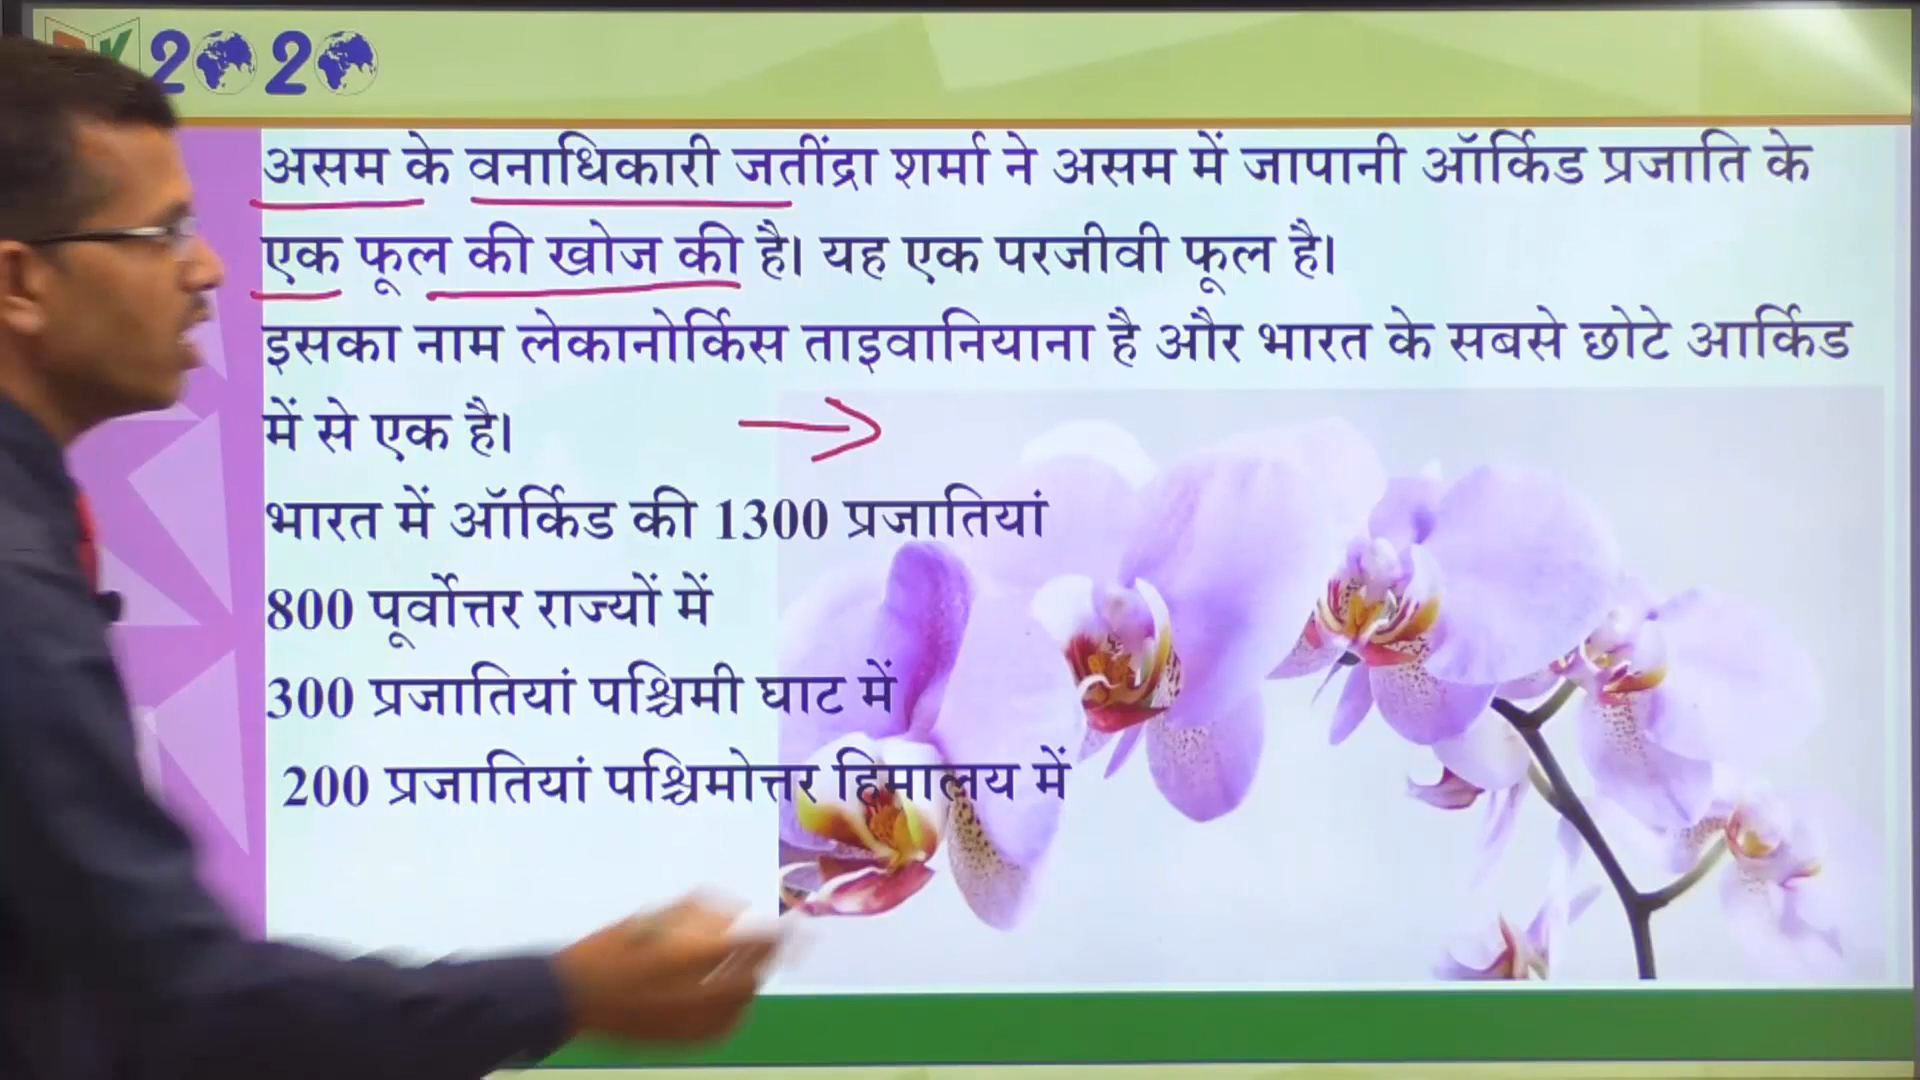 2020
असम के वनाधिकारी जतींद्रा शर्मा ने असम में जापानी ऑर्किड प्रजाति के
एक फूल की खोज की है। यह एक परजीवी फूल है।
इसका नाम लेकानोर्किस ताइवानियाना है और भारत के सबसे छोटे आर्किड
में से एक है।
भारत में ऑर्किड की 1300 प्रजातियां
800 पूर्वोत्तर राज्यों में
300 प्रजातियां पश्चिमी घाट में
200 प्रजातियां पश्चिमोत्तर हिमालय में